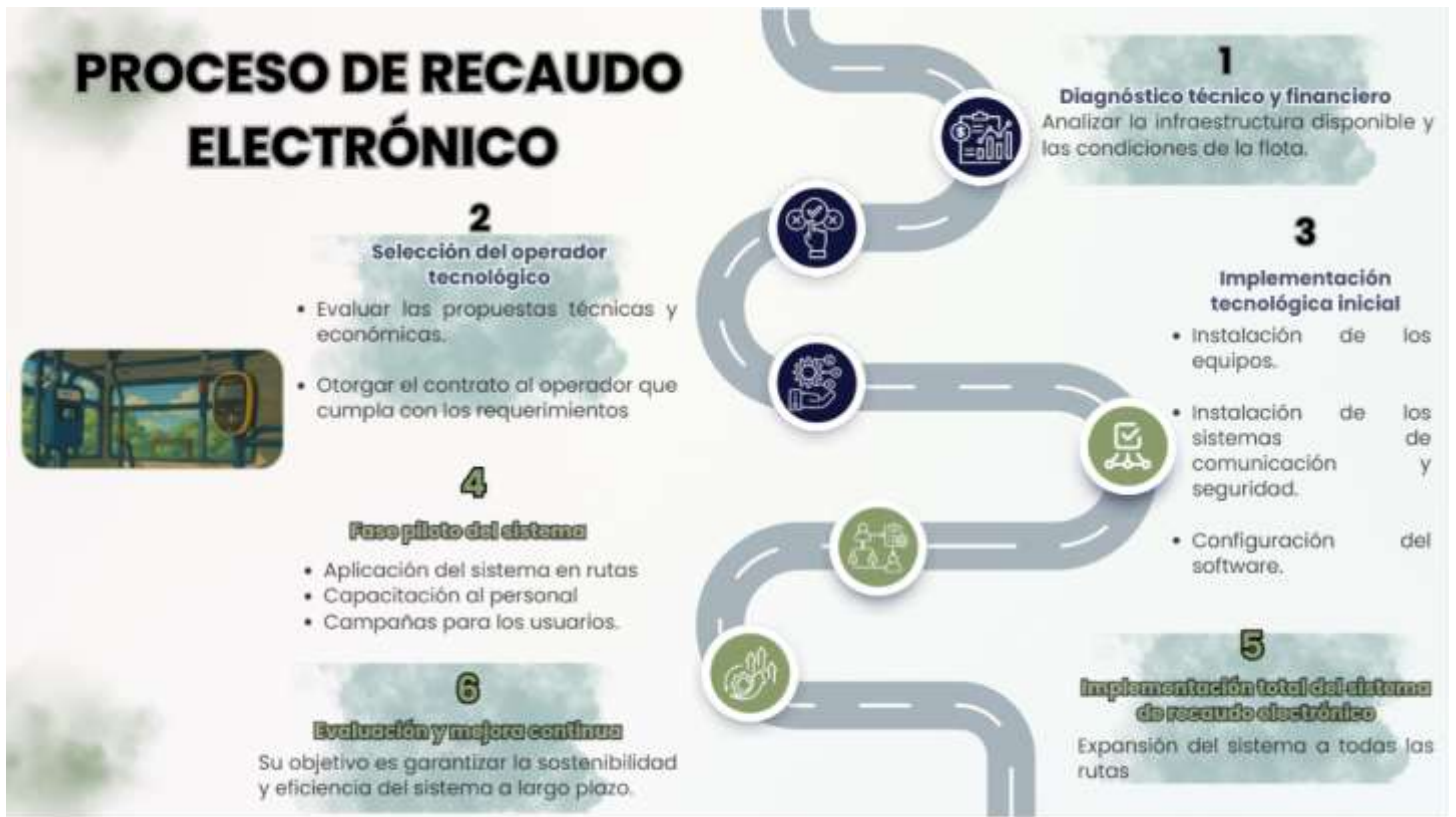 PROCESO DE RECAUDO
ELECTRÓNICO
1
Diagnóstico técnico y financiero
Analizar la infraestructura disponible y
las condiciones de la flota.
2
Selección del operador
tecnológico
• Evaluar las propuestas técnicas y
económicas.
• Otorgar el contrato al operador que
cumpla con los requerimientos
3
Implementación
tecnológica inicial
• Instalación de los
equipos.
• Instalación de los
sistemas de
comunicación y
seguridad.
• Configuración del
software.
4
Fase piloto del sistema
• Aplicación del sistema en rutas
• Capacitación al personal
• Campañas para los usuarios.
5
Implementación total del sistema
de recaudo electrónico
Expansión del sistema a todas las
rutas
6
Evaluación y mejora continua
Su objetivo es garantizar la sostenibilidad
y eficiencia del sistema a largo plazo.